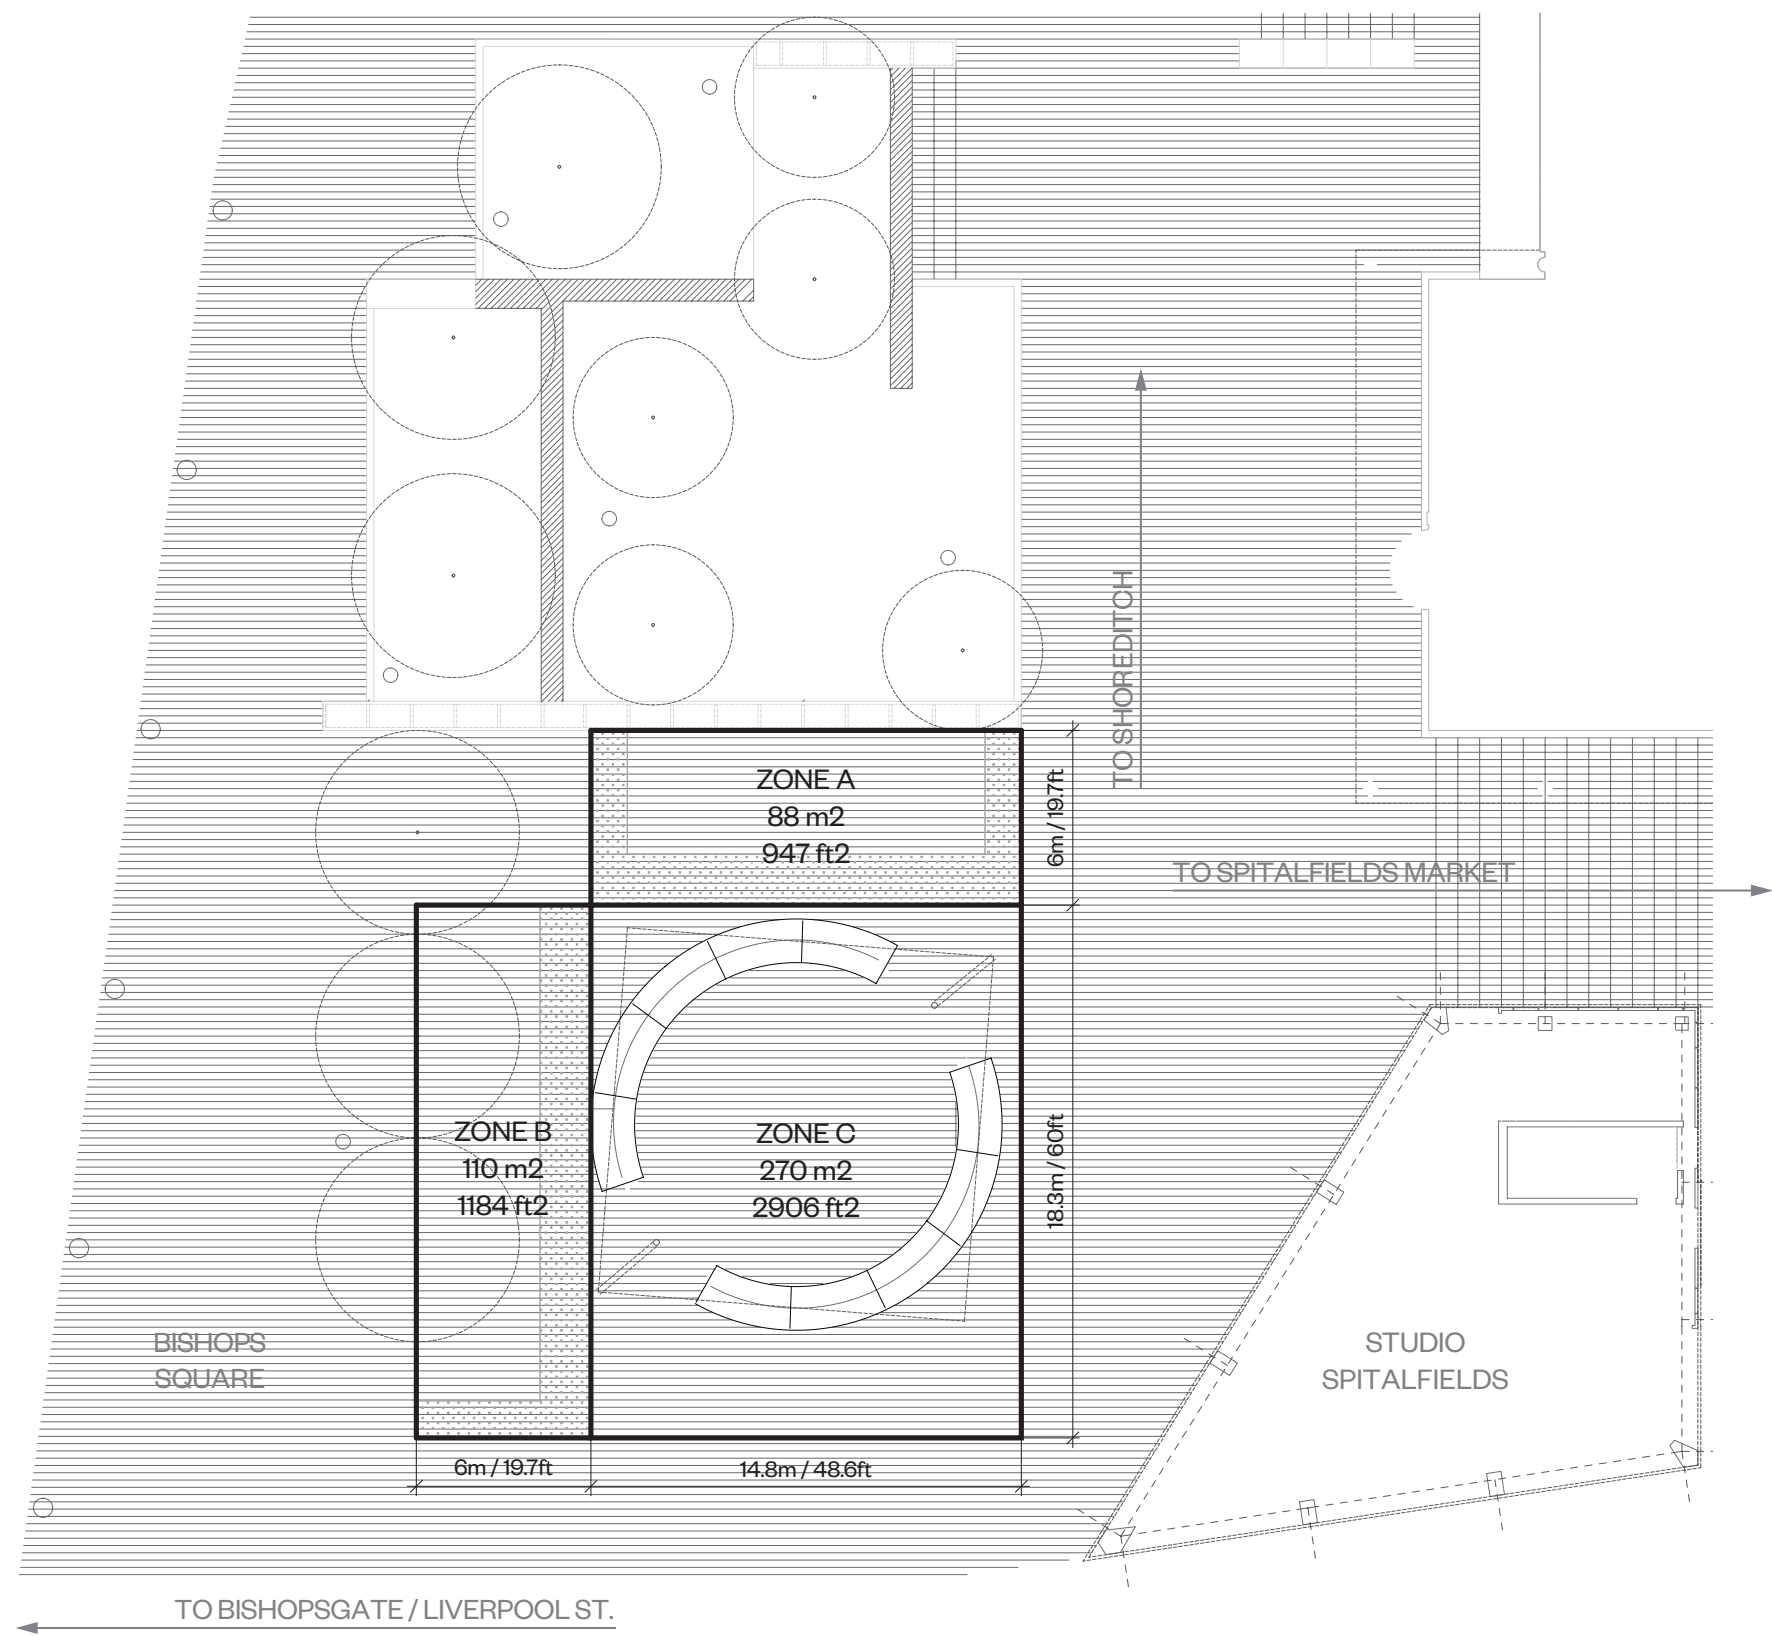 TO SHOREDITCH
ZONE A
88 m2
947 ft2
6m / 19.7ft
TO SPITALFIELDS MARKET
ZONE B
110 m2
1184 ft2
ZONE C
270 m2
2906 ft2
18.3m / 60ft
BISHOPS
SQUARE
STUDIO
SPITALFIELDS
6m / 19.7ft
14.8m / 48.6ft
TO BISHOPSGATE / LIVERPOOL ST.